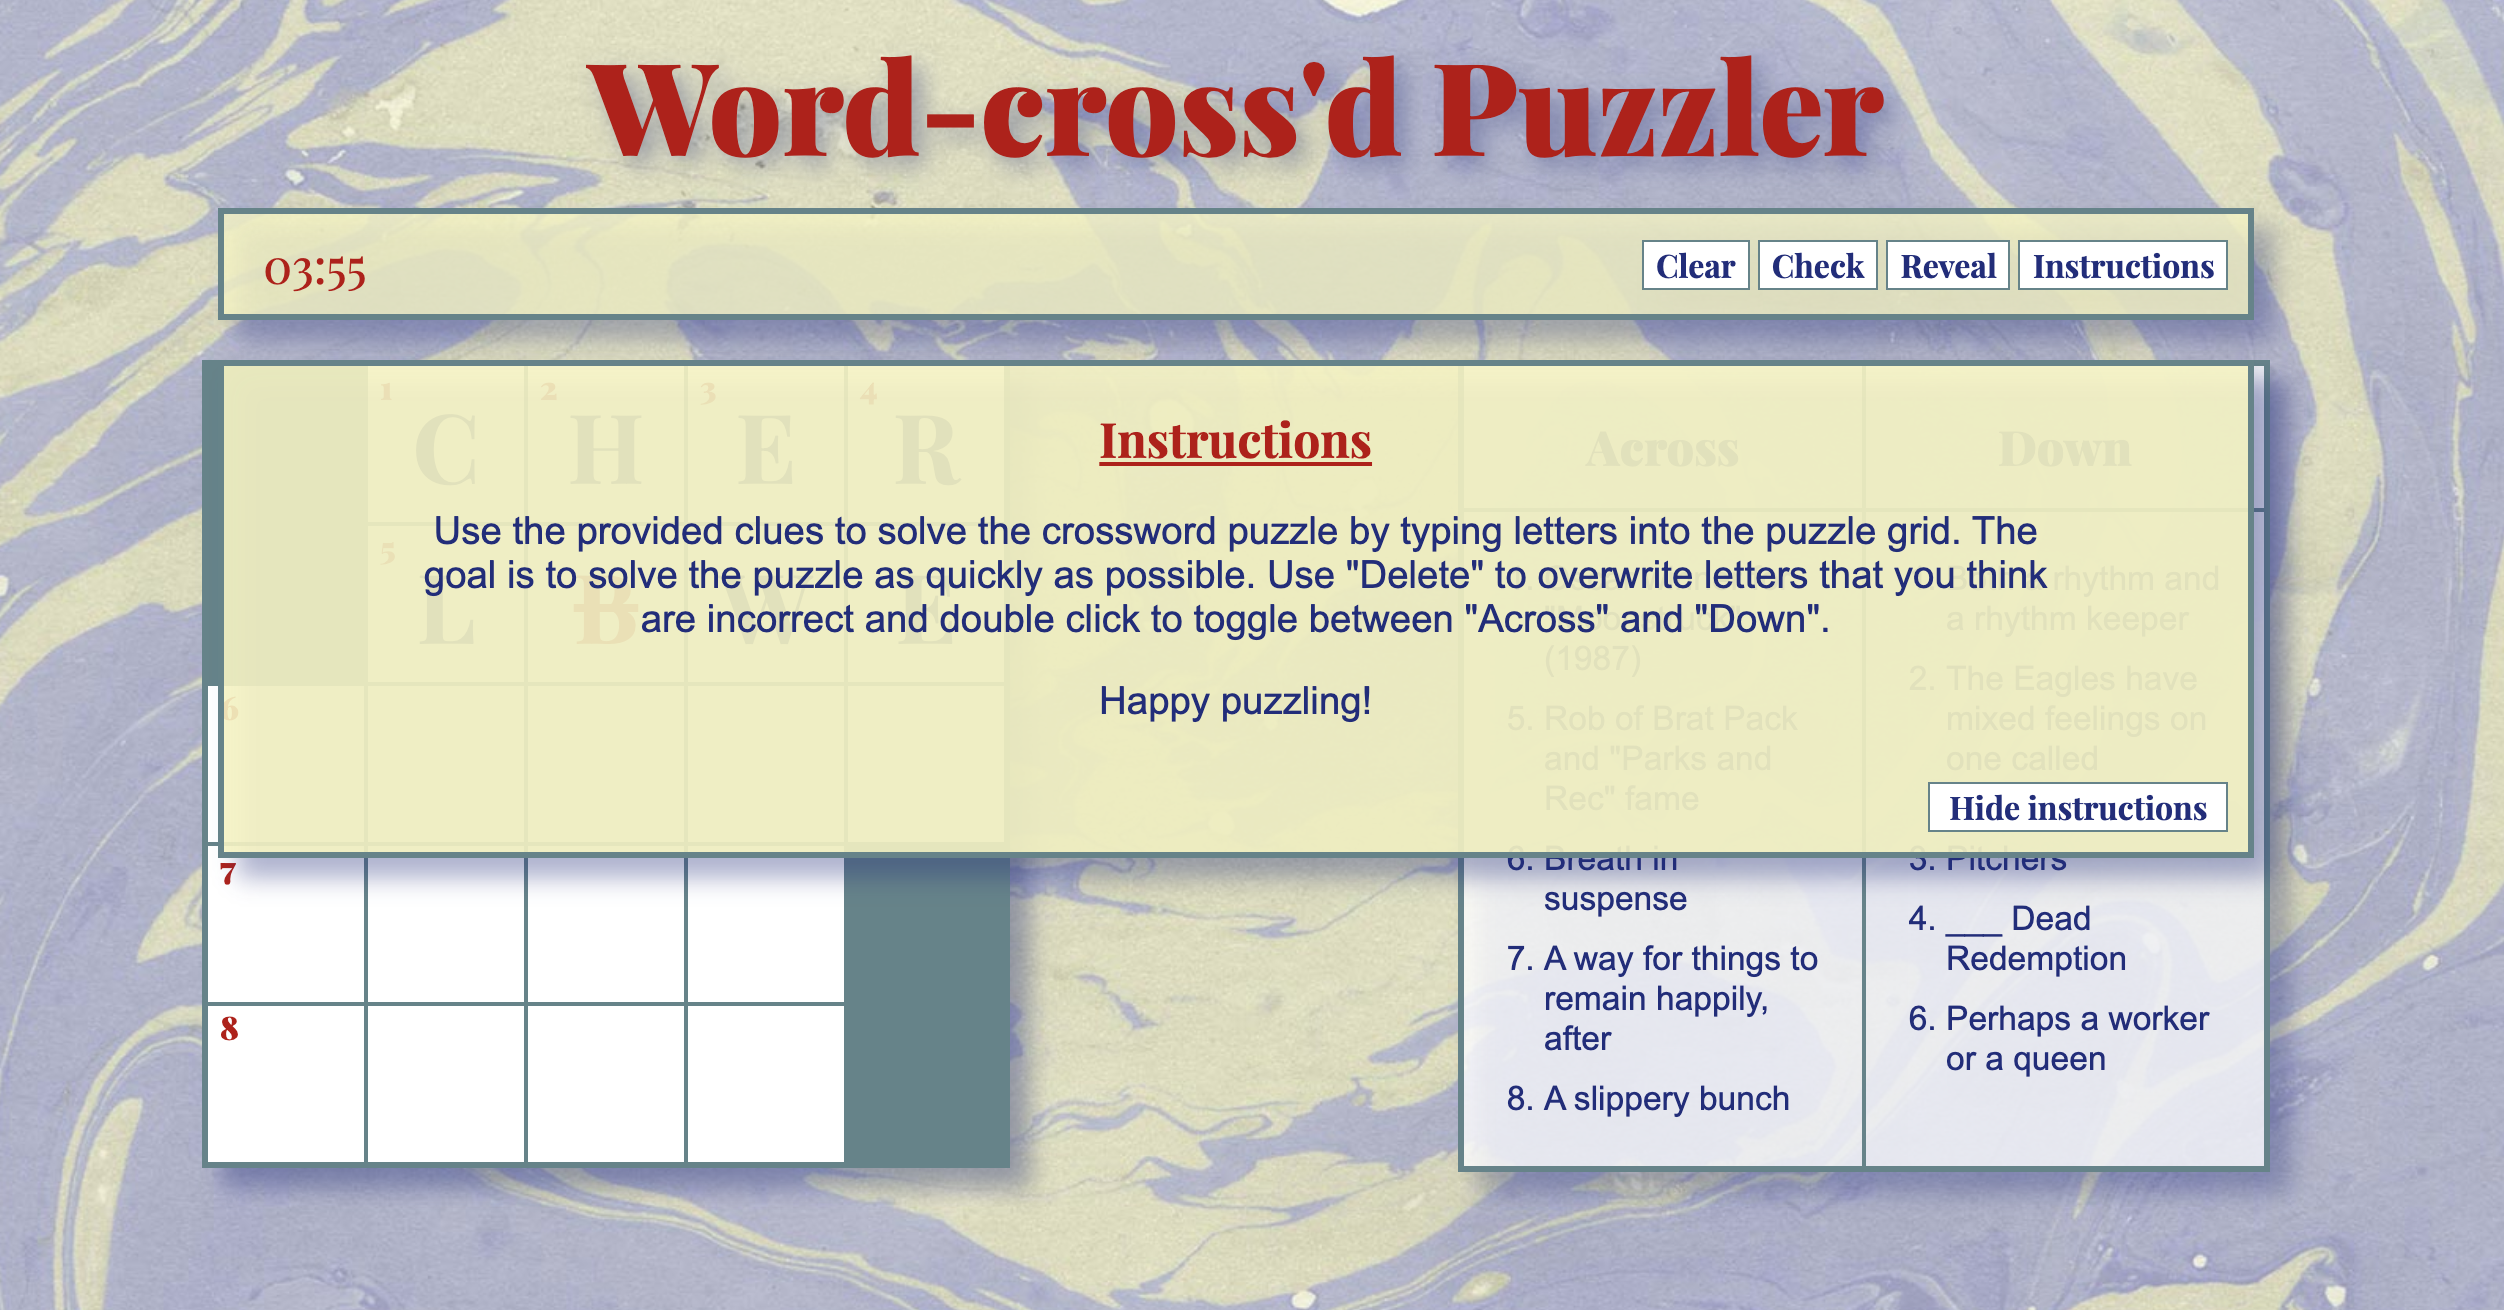 Word-cross'd Puzzler
03:55
Clear Check Reveal Instructions
1 2 3 4
C H E R
5
L B W E
6
7
8
Instructions
Use the provided clues to solve the crossword puzzle by typing letters into the puzzle grid. The
goal is to solve the puzzle as quickly as possible. Use "Delete" to overwrite letters that you think
are incorrect and double click to toggle between "Across" and "Down".
Happy puzzling!
Hide instructions
Across
(1987)
5. Rob of Brat Pack
and "Parks and
Rec" fame
6. Breath in
suspense
7. A way for things to
remain happily,
after
8. A slippery bunch
Down
rhythm and
a rhythm keeper
2. The Eagles have
mixed feelings on
one called
3. Pitchers
4. ___ Dead
Redemption
6. Perhaps a worker
or a queen